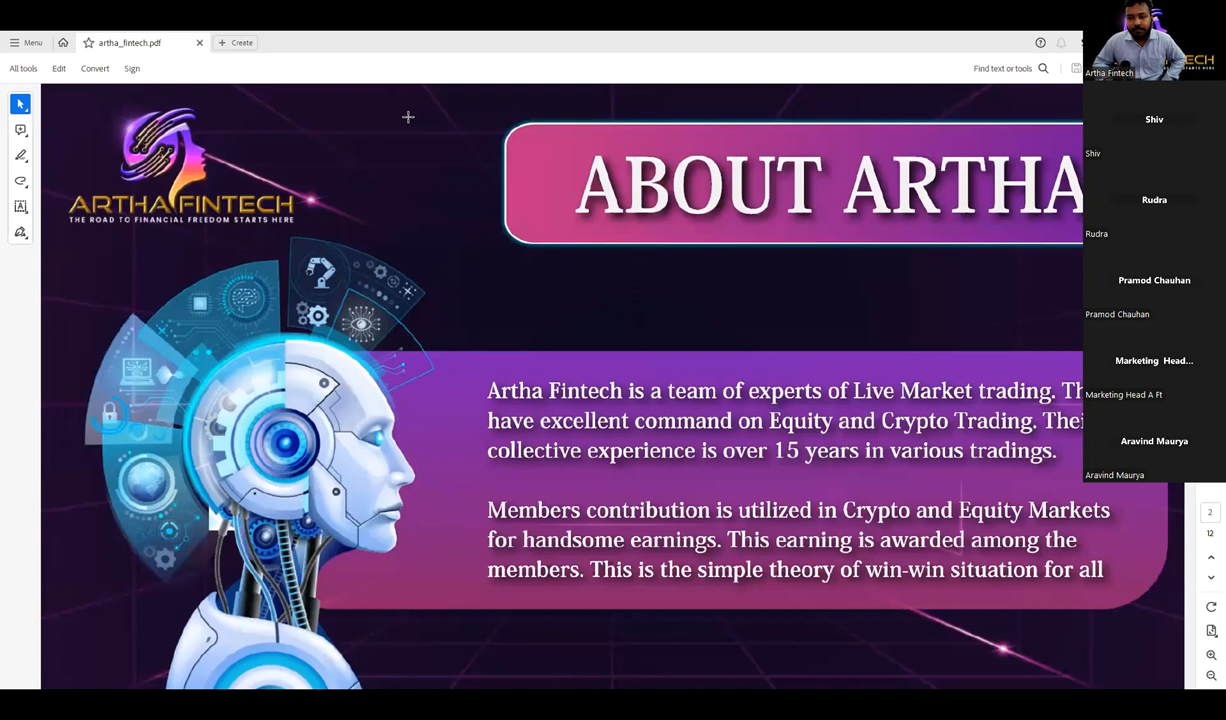 Menu
artha_fintech.pdf
Create
All tools
Edit
Convert
Sign
Find text or tools
ARTHA FINTECH
THE ROAD TO FINANCIAL FREEDOM STARTS HERE
ABOUT ARTHA
Artha Fintech is a team of experts of Live Market trading.
have excellent command on Equity and Crypto Trading.
collective experience is over 15 years in various tradings.
Members contribution is utilized in Crypto and Equity Markets
for handsome earnings. This earning is awarded among the
members. This is the simple theory of win-win situation for all
Artha Fintech
Shiv
Shiv
Rudra
Rudra
Pramod Chauhan
Pramod Chauhan
Marketing Head...
Marketing Head A Ft
Aravind Maurya
Aravind Maurya
2
12